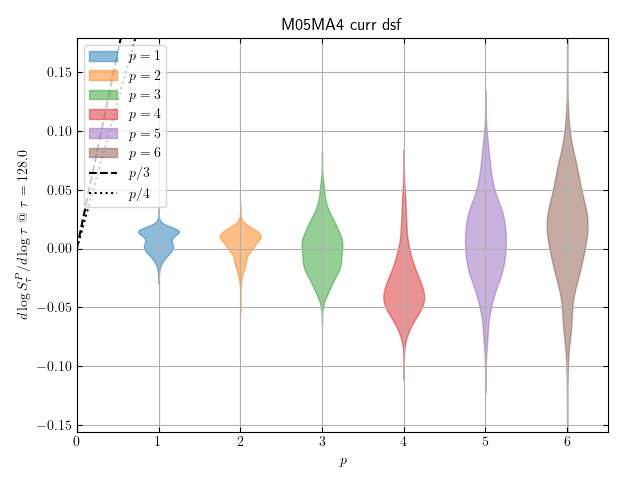 M05MA4 curr dsf
d log S_τ^P / d log τ @ τ = 128.0
0.15
0.10
0.05
0.00
−0.05
−0.10
−0.15
p = 1
p = 2
p = 3
p = 4
p = 5
p = 6
p/3
p/4
0 1 2 3 4 5 6
p